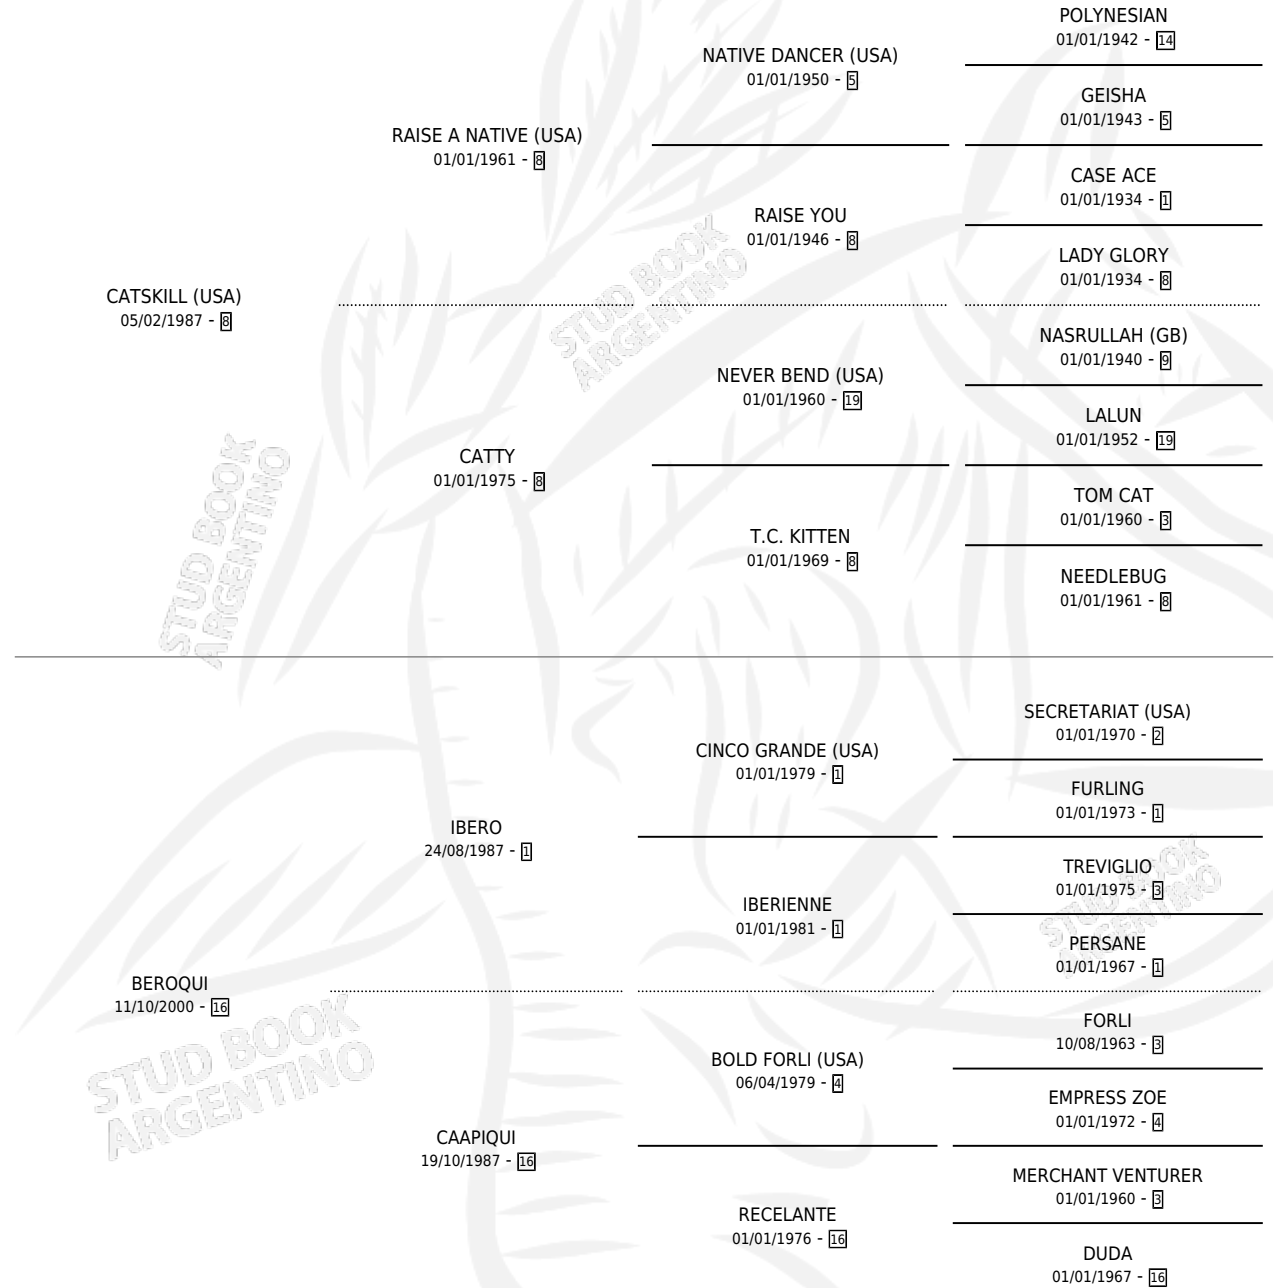 POLYNESIAN
01/01/1942 - 14
NATIVE DANCER (USA)
01/01/1950 - 5
GEISHA
01/01/1943 - 5
RAISE A NATIVE (USA)
01/01/1961 - 8
CASE ACE
01/01/1934 - 1
RAISE YOU
01/01/1946 - 8
LADY GLORY
01/01/1934 - 8
CATSKILL (USA)
05/02/1987 - 8
STUD BOOK
ARGENTINO
NASRULLAH (GB)
01/01/1940 - 9
NEVER BEND (USA)
01/01/1960 - 19
LALUN
01/01/1952 - 19
CATTY
01/01/1975 - 8
TOM CAT
01/01/1960 - 3
T.C. KITTEN
01/01/1969 - 8
NEEDLEBUG
01/01/1961 - 8
STUD BOOK
ARGENTINO
SECRETARIAT (USA)
01/01/1970 - 2
CINCO GRANDE (USA)
01/01/1979 - 1
FURLING
01/01/1973 - 1
IBERO
24/08/1987 - 1
TREVIGLIO
01/01/1975 - 3
IBERIENNE
01/01/1981 - 1
PERSANE
01/01/1967 - 1
STUD BOOK
ARGENTINO
BEROQUI
11/10/2000 - 16
FORLI
10/08/1963 - 3
BOLD FORLI (USA)
06/04/1979 - 4
EMPRESS ZOE
01/01/1972 - 4
STUD BOOK
ARGENTINO
CAAPIQUI
19/10/1987 - 16
MERCHANT VENTURER
01/01/1960 - 3
RECELANTE
01/01/1976 - 16
DUDA
01/01/1967 - 16